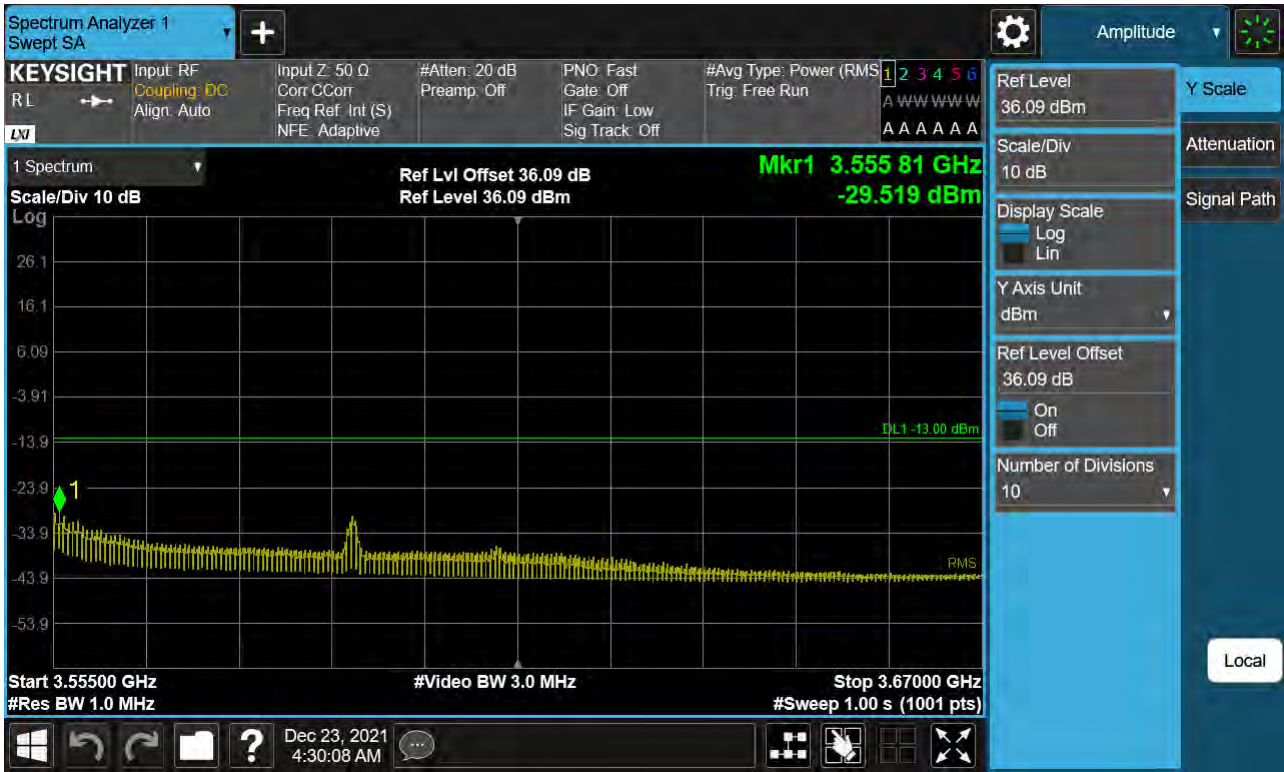 Spectrum Analyzer 1
Swept SA
+
Amplitude
KEYSIGHT
RL
LXI
Input: RF
Coupling: DC
Align: Auto
Input Z: 50 Ω
Corr CCorr
Freq Ref: Int (S)
NFE: Adaptive
#Atten: 20 dB
Preamp: Off
PNO: Fast
Gate: Off
IF Gain: Low
Sig Track: Off
#Avg Type: Power (RMS
Trig: Free Run
1 2 3 4 5 6
A W W W W W
A A A A A A
1 Spectrum
Scale/Div 10 dB
Ref Lvl Offset 36.09 dB
Ref Level 36.09 dBm
Mkr1 3.555 81 GHz
-29.519 dBm
Log
26.1
16.1
6.09
-3.91
-13.9
-23.9
-33.9
-43.9
-53.9
DL1 -13.00 dBm
1
RMS
Start 3.55500 GHz
#Res BW 1.0 MHz
#Video BW 3.0 MHz
Stop 3.67000 GHz
#Sweep 1.00 s (1001 pts)
Ref Level
36.09 dBm
Scale/Div
10 dB
Display Scale
Log
Lin
Y Axis Unit
dBm
Ref Level Offset
36.09 dB
On
Off
Number of Divisions
10
Y Scale
Attenuation
Signal Path
Local
?
Dec 23, 2021
4:30:08 AM